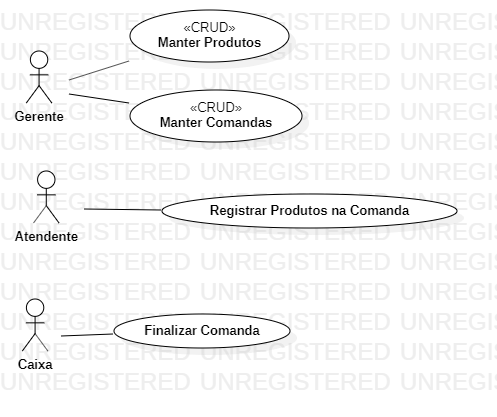 «CRUD»
Manter Produtos
Gerente
«CRUD»
Manter Comandas
Atendente
Registrar Produtos na Comanda
Caixa
Finalizar Comanda
UNREGISTERED UNREGISTERED UNREGISTERED